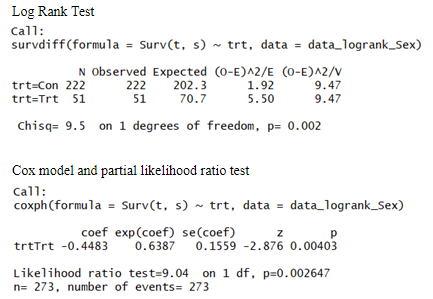 Log Rank Test
Call:
survdiff(formula = Surv(t, s) ~ trt, data = data_logrank_Sex)
N Observed Expected (O-E)^2/E (O-E)^2/V
trt=Con 222 222 202.3 1.92 9.47
trt=Trt 51 51 70.7 5.50 9.47
Chisq= 9.5 on 1 degrees of freedom, p= 0.002
Cox model and partial likelihood ratio test
Call:
coxph(formula = Surv(t, s) ~ trt, data = data_logrank_Sex)
coef exp(coef) se(coef) z p
trtTrt -0.4483 0.6387 0.1559 -2.876 0.00403
Likelihood ratio test=9.04 on 1 df, p=0.002647
n= 273, number of events= 273